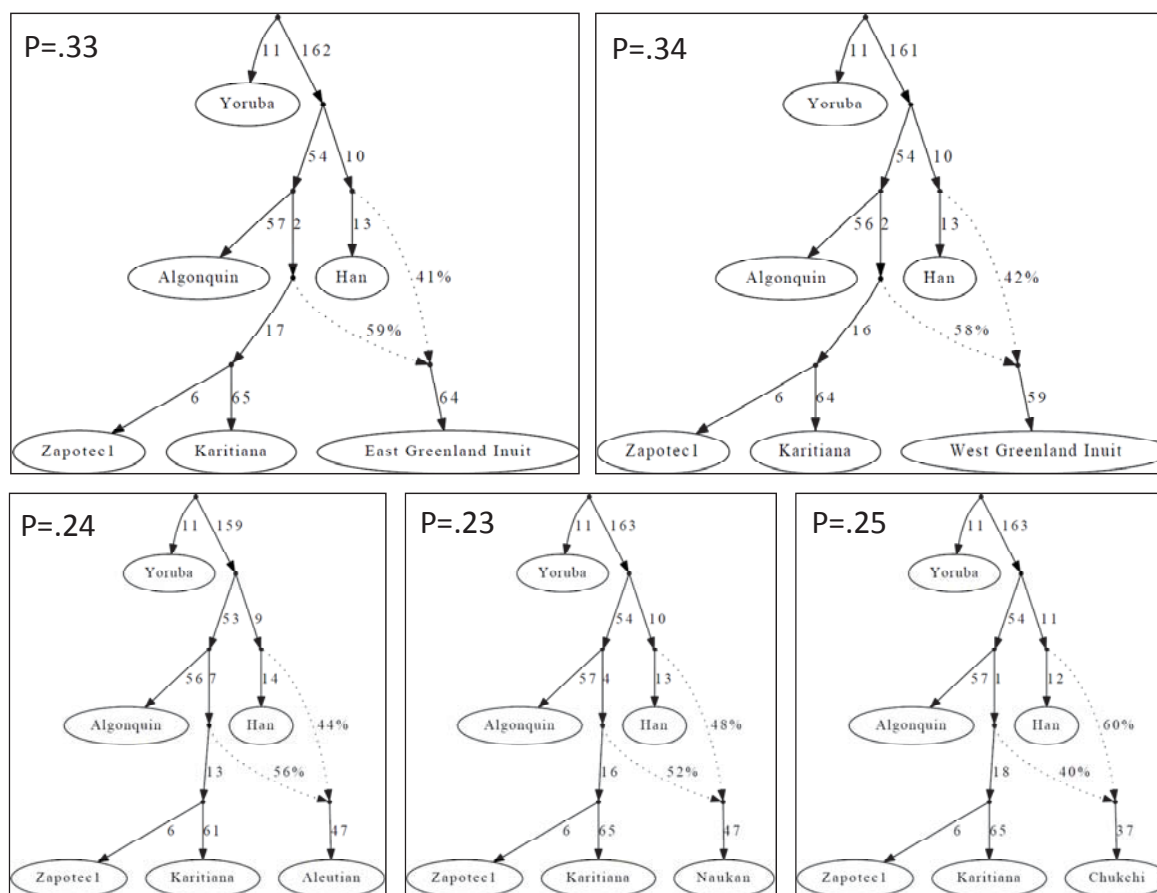 P=.33
11 162
Yoruba
54 10
57 2 13
Algonquin Han 41%
17 59%
6 65 64
Zapotec1 Karitiana East Greenland Inuit
P=.34
11 161
Yoruba
54 10
56 2 13
Algonquin Han 42%
16 58%
6 64 59
Zapotec1 Karitiana West Greenland Inuit
P=.24
11 159
Yoruba
53 9
56 7 14
Algonquin Han 44%
13 56%
6 61 47
Zapotec1 Karitiana Aleutian
P=.23
11 163
Yoruba
54 10
57 4 13
Algonquin Han 48%
16 52%
6 65 47
Zapotec1 Karitiana Naukan
P=.25
11 163
Yoruba
54 11
57 1 12
Algonquin Han 60%
18 40%
6 65 37
Zapotec1 Karitiana Chukchi